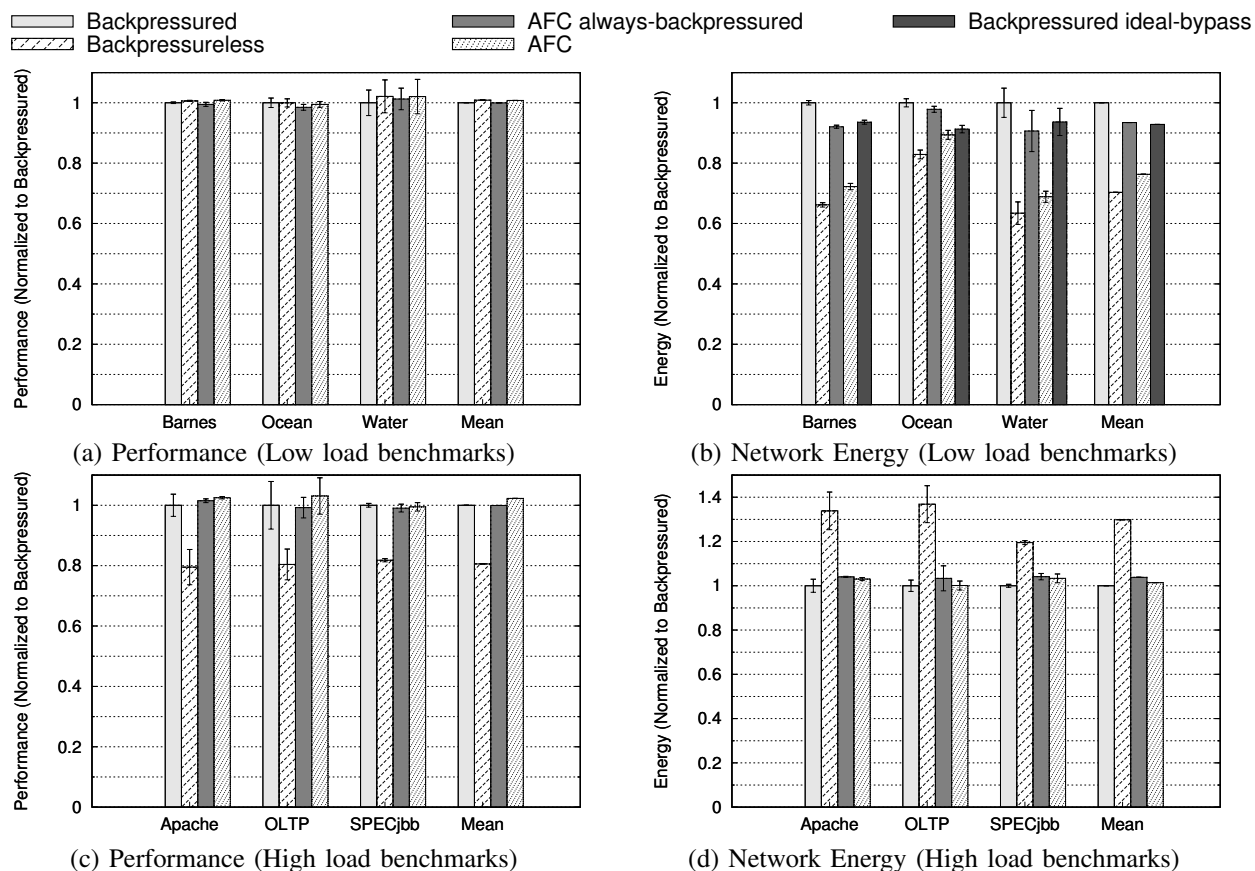 Backpressured AFC always-backpressured Backpressured ideal-bypass
Backpressureless AFC
Performance (Normalized to Backpressured)
1
0.8
0.6
0.4
0.2
0
Barnes Ocean Water Mean
(a) Performance (Low load benchmarks)
Energy (Normalized to Backpressured)
1
0.8
0.6
0.4
0.2
0
Barnes Ocean Water Mean
(b) Network Energy (Low load benchmarks)
Performance (Normalized to Backpressured)
1
0.8
0.6
0.4
0.2
0
Apache OLTP SPECjbb Mean
(c) Performance (High load benchmarks)
Energy (Normalized to Backpressured)
1.4
1.2
1
0.8
0.6
0.4
0.2
0
Apache OLTP SPECjbb Mean
(d) Network Energy (High load benchmarks)